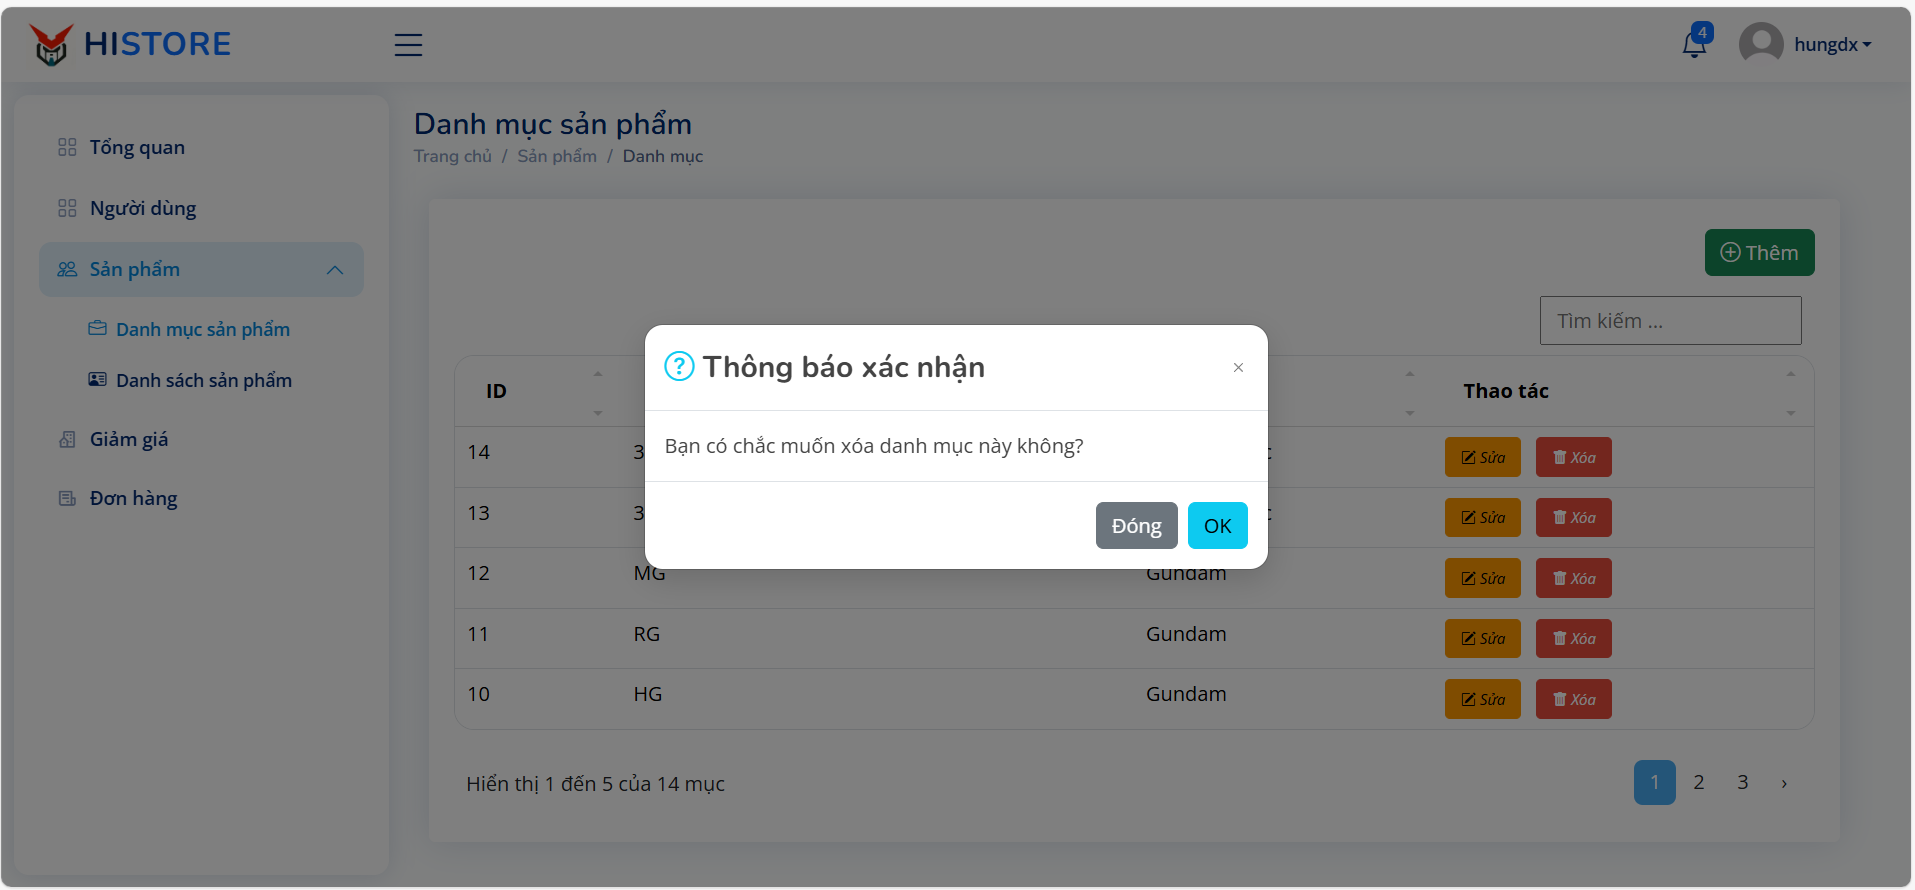 HISTORE
4
hungdx
Tổng quan
Người dùng
Sản phẩm
Danh mục sản phẩm
Danh sách sản phẩm
Giảm giá
Đơn hàng
Danh mục sản phẩm
Trang chủ / Sản phẩm / Danh mục
Thêm
Tìm kiếm ...
Thông báo xác nhận
×
Bạn có chắc muốn xóa danh mục này không?
Đóng OK
ID Thao tác
14 3 Sửa Xóa
13 3 Sửa Xóa
12 MG Gundam Sửa Xóa
11 RG Gundam Sửa Xóa
10 HG Gundam Sửa Xóa
Hiển thị 1 đến 5 của 14 mục
1 2 3 ›